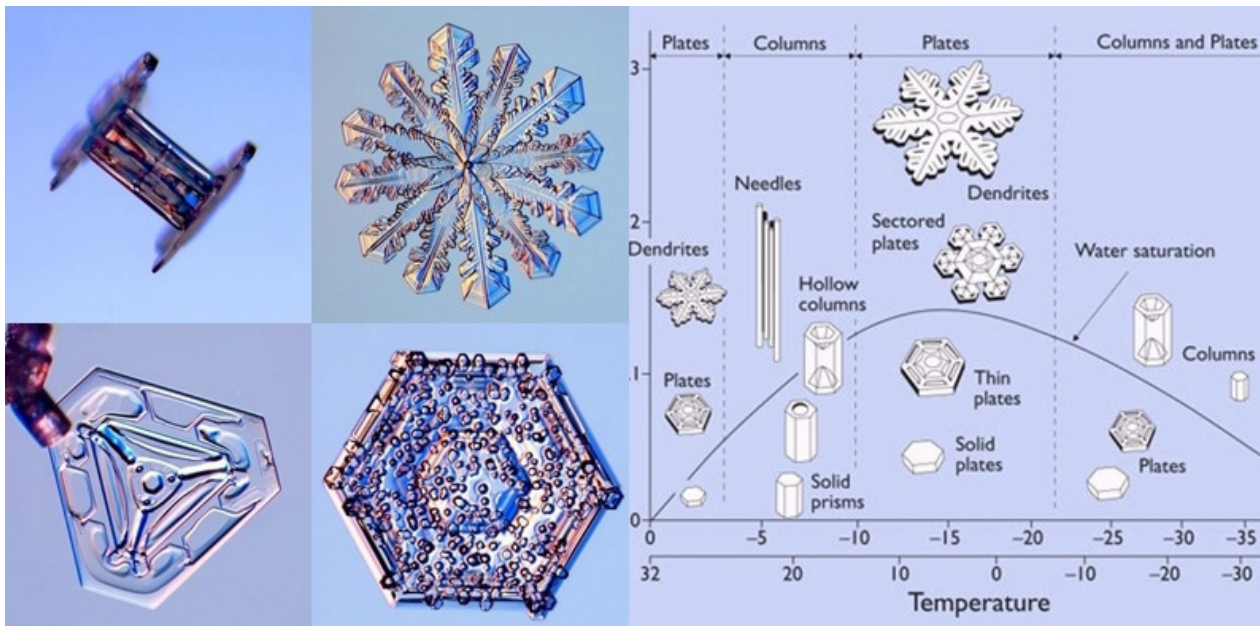 Plates
Columns
Plates
Columns and Plates
3
Dendrites
Needles
2
Sectored
plates
Water saturation
Dendrites
Hollow
columns
Columns
.1
Plates
Thin
plates
Solid
plates
Plates
Solid
prisms
0
0 −5 −10 −15 −20 −25 −30 −35
32 20 10 0 −10 −20 −30
Temperature